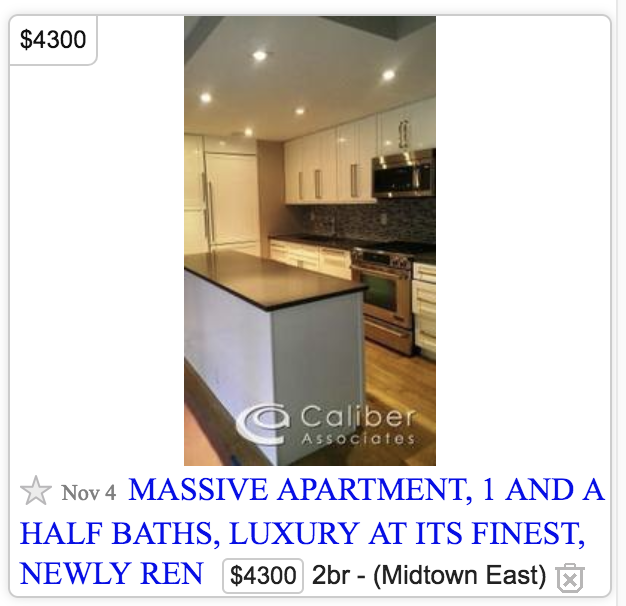 $4300
Caliber
Associates
Nov 4 MASSIVE APARTMENT, 1 AND A
HALF BATHS, LUXURY AT ITS FINEST,
NEWLY REN $4300 2br - (Midtown East)